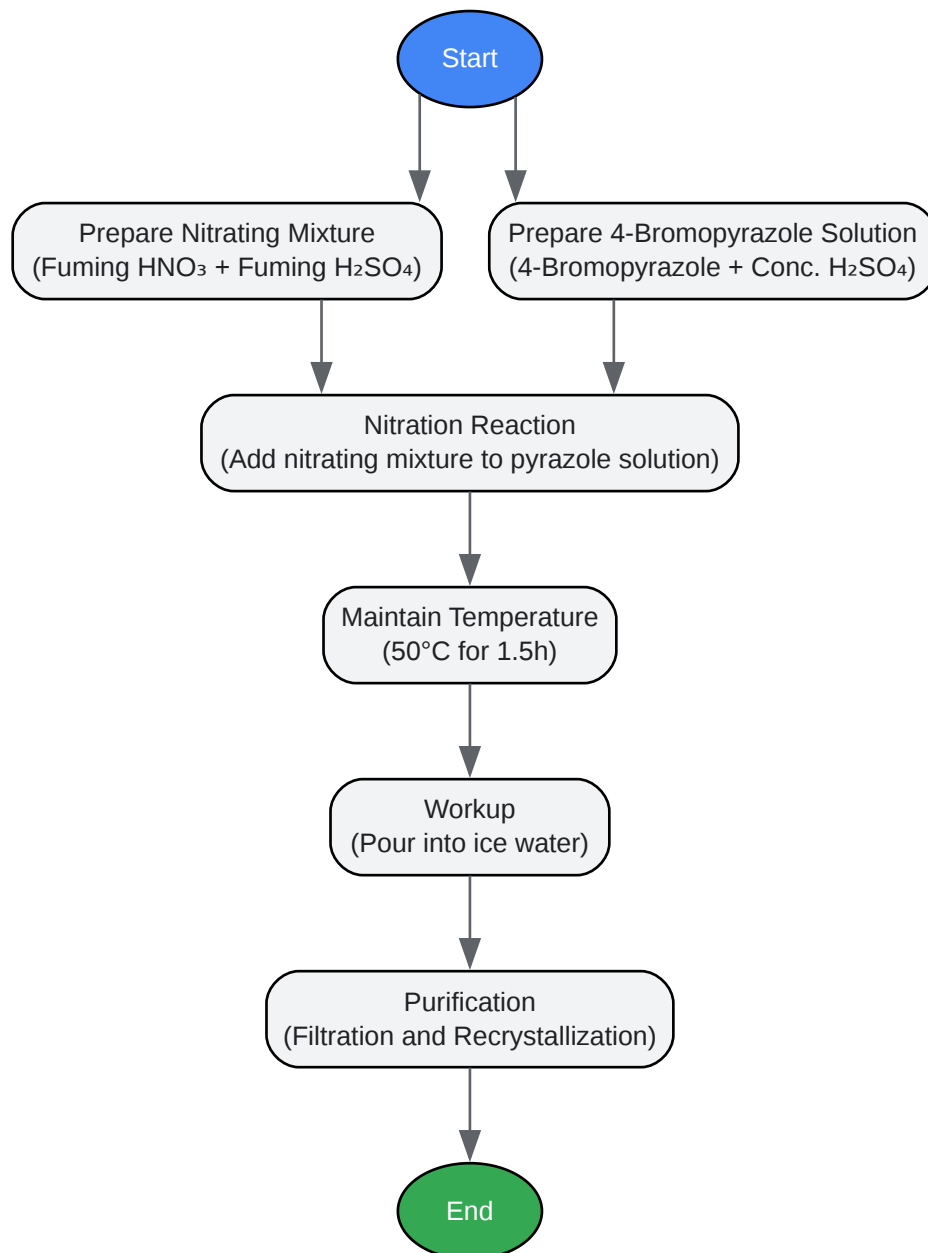 Start
Prepare Nitrating Mixture
(Fuming HNO₃ + Fuming H₂SO₄)
Prepare 4-Bromopyrazole Solution
(4-Bromopyrazole + Conc. H₂SO₄)
Nitration Reaction
(Add nitrating mixture to pyrazole solution)
Maintain Temperature
(50°C for 1.5h)
Workup
(Pour into ice water)
Purification
(Filtration and Recrystallization)
End